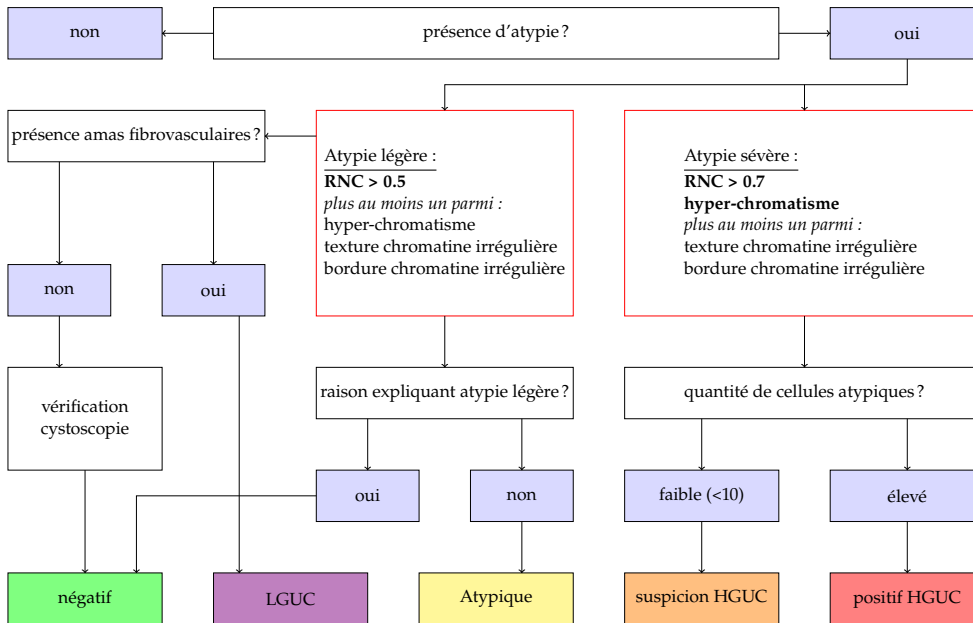 non
présence d'atypie ?
oui
présence amas fibrovasculaires ?
Atypie légère :
RNC > 0.5
plus au moins un parmi :
hyper-chromatisme
texture chromatine irrégulière
bordure chromatine irrégulière
Atypie sévère :
RNC > 0.7
hyper-chromatisme
plus au moins un parmi :
texture chromatine irrégulière
bordure chromatine irrégulière
non
oui
vérification
cystoscopie
raison expliquant atypie légère ?
quantité de cellules atypiques ?
oui
non
faible (<10)
élevé
négatif
LGUC
Atypique
suspicion HGUC
positif HGUC